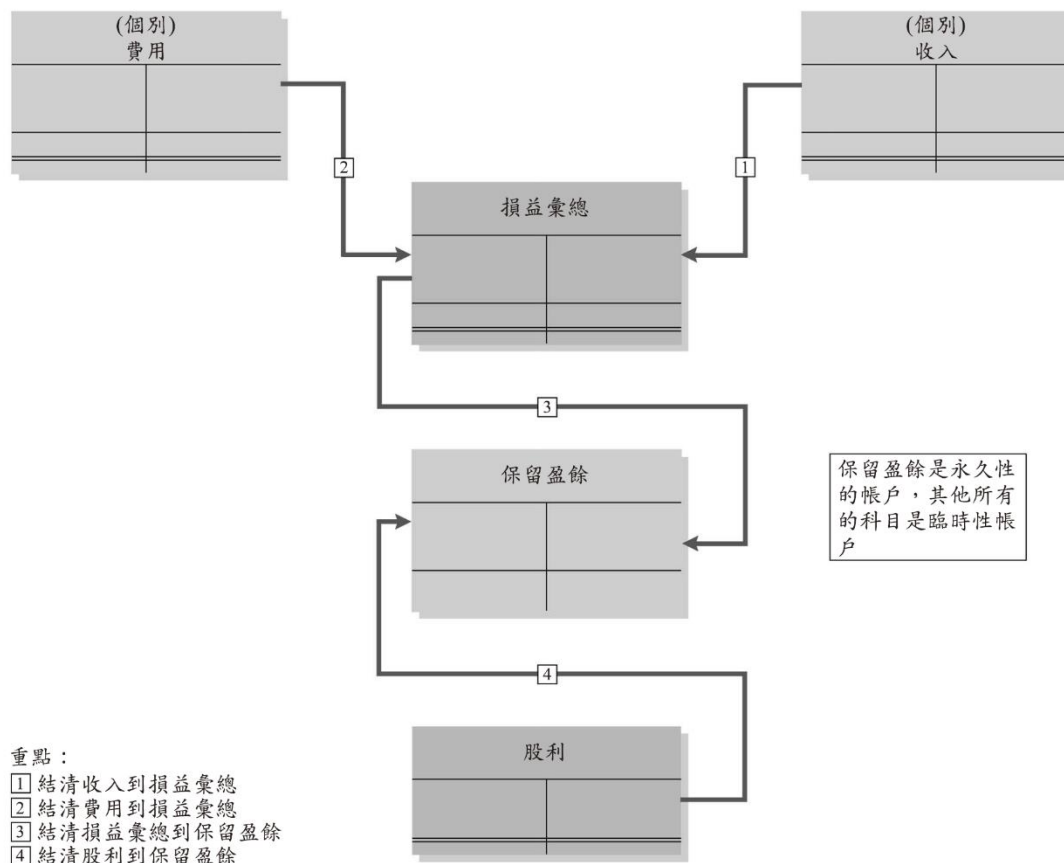 (個別)
費用
(個別)
收入
2
1
損益彙總
3
保留盈餘
保留盈餘是永久性
的帳戶，其他所有
的科目是臨時性帳
戶
4
股利
重點：
1 結清收入到損益彙總
2 結清費用到損益彙總
3 結清損益彙總到保留盈餘
4 結清股利到保留盈餘